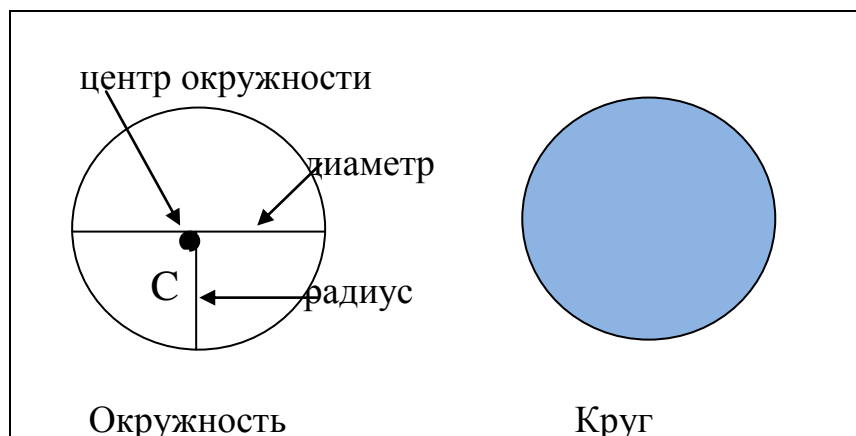 центр окружности
диаметр
С
радиус
Окружность
Круг